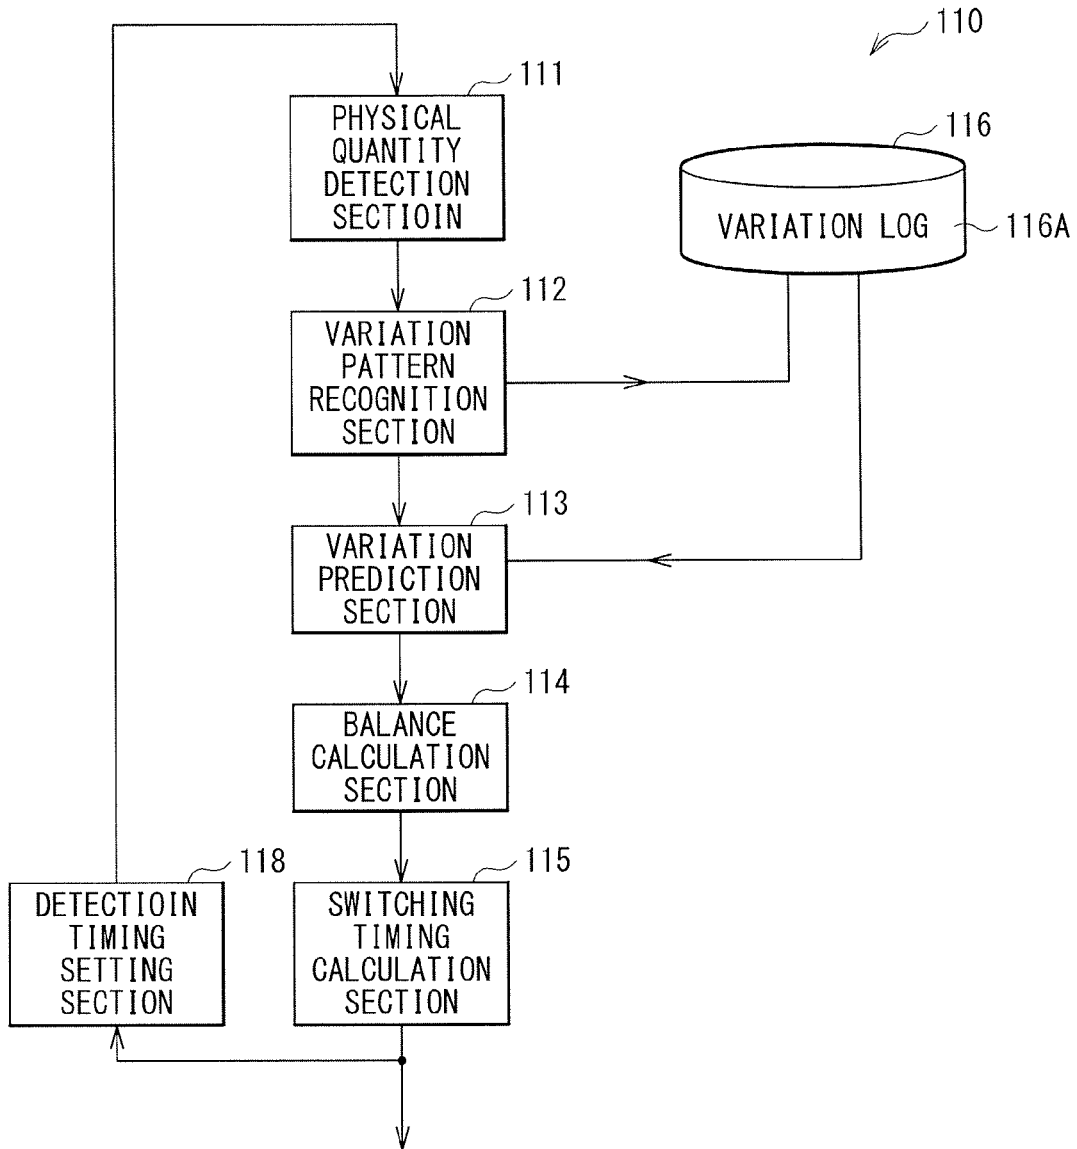 110
111
PHYSICAL
QUANTITY
DETECTION
SECTIOIN
116
VARIATION LOG
116A
112
VARIATION
PATTERN
RECOGNITION
SECTION
113
VARIATION
PREDICTION
SECTION
114
BALANCE
CALCULATION
SECTION
118
DETECTIOIN
TIMING
SETTING
SECTION
115
SWITCHING
TIMING
CALCULATION
SECTION